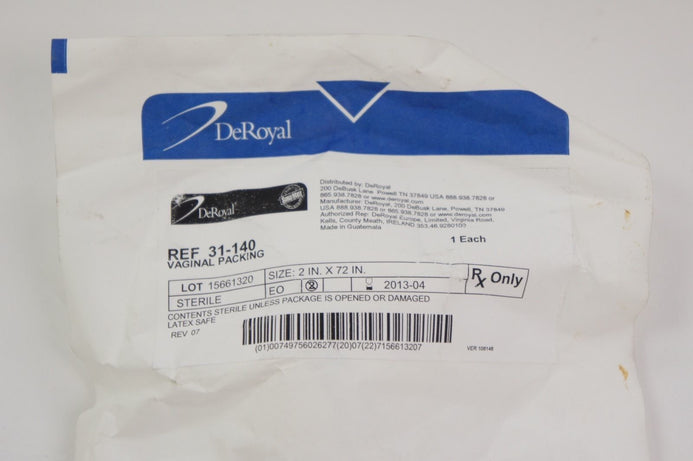 DeRoyal
DeRoyal
Distributed by: DeRoyal
200 DeBusk Lane, Powell TN 37849 USA 888.938.7828 or
865.938.7828 or www.deroyal.com
Manufacturer: DeRoyal, 200 DeBusk Lane, Powell, TN 37849
USA 888.938.7828 or 865.938.7828 or www.deroyal.com
Authorized Rep: DeRoyal Europe, Limited, Virginia Road,
Kells, County Meath, IRELAND 353.46.9280100
Made in Guatemala
1 Each
REF 31-140
VAGINAL PACKING
LOT 15661320
SIZE: 2 IN. X 72 IN.
STERILE
EO
2
2013-04
Rx Only
CONTENTS STERILE UNLESS PACKAGE IS OPENED OR DAMAGED
LATEX SAFE
REV 07
(01)00749756026277(20)07(22)7156613207